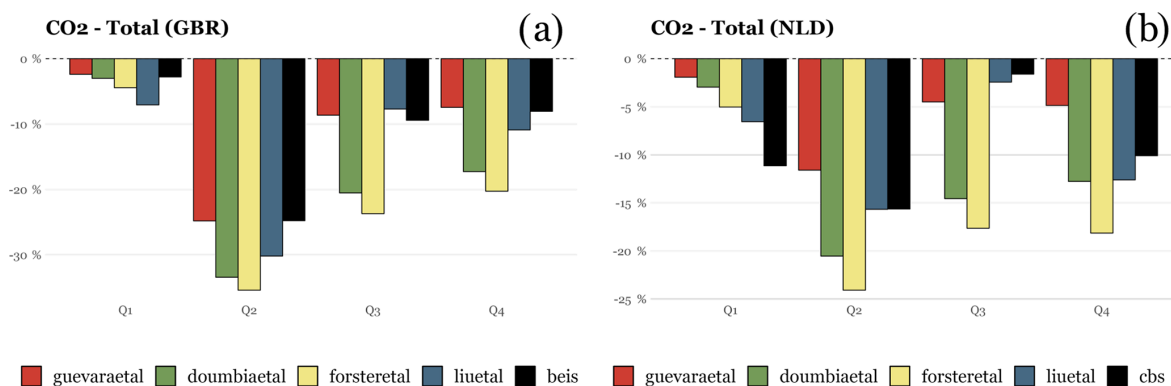 CO2 - Total (GBR)
(a)
0 %
-10 %
-20 %
-30 %
Q1 Q2 Q3 Q4
guevaraetal doumbiaetal forsteretal liuetal beis
CO2 - Total (NLD)
(b)
0 %
-5 %
-10 %
-15 %
-20 %
-25 %
Q1 Q2 Q3 Q4
guevaraetal doumbiaetal forsteretal liuetal cbs